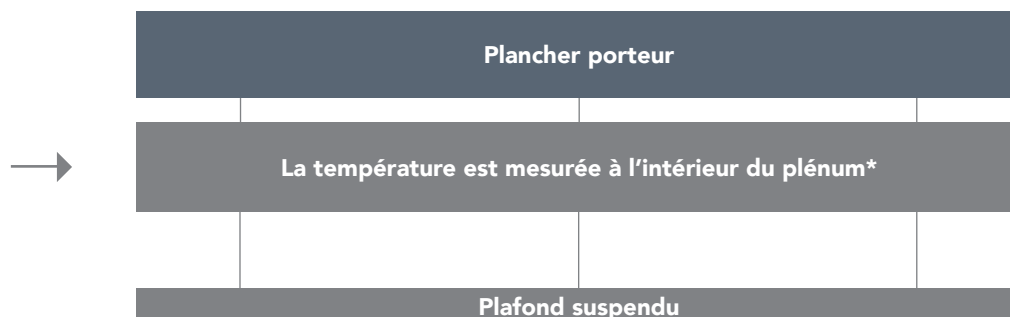 Plancher porteur
La température est mesurée à l’intérieur du plénum*
Plafond suspendu